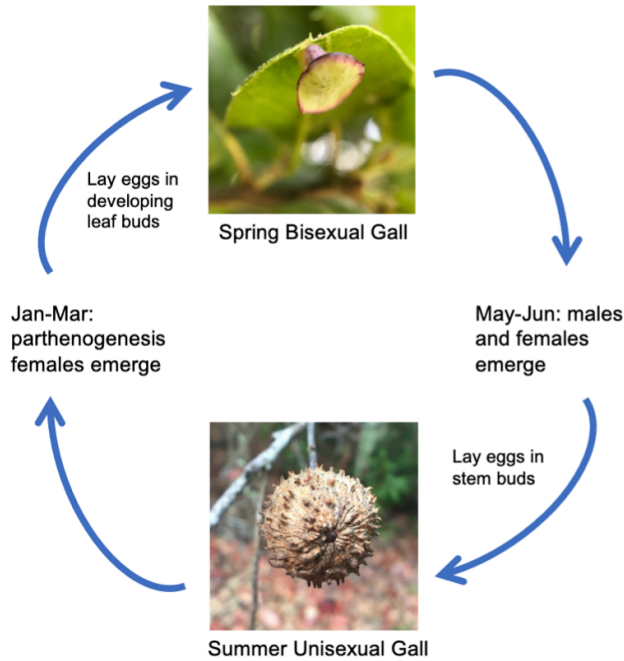 Lay eggs in
developing
leaf buds
Spring Bisexual Gall
Jan-Mar:
parthenogenesis
females emerge
May-Jun: males
and females
emerge
Lay eggs in
stem buds
Summer Unisexual Gall